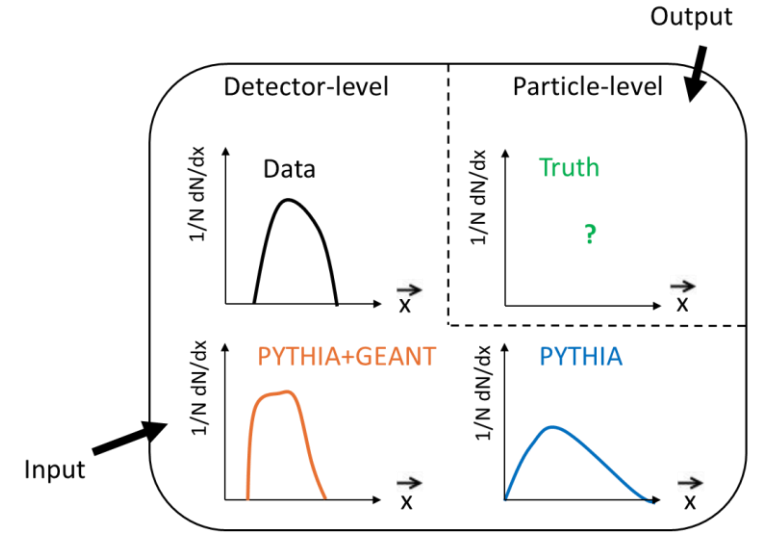 Output
Detector-level
Particle-level
1/N dN/dx
Data
x
1/N dN/dx
Truth
?
x
1/N dN/dx
PYTHIA+GEANT
x
1/N dN/dx
PYTHIA
x
Input